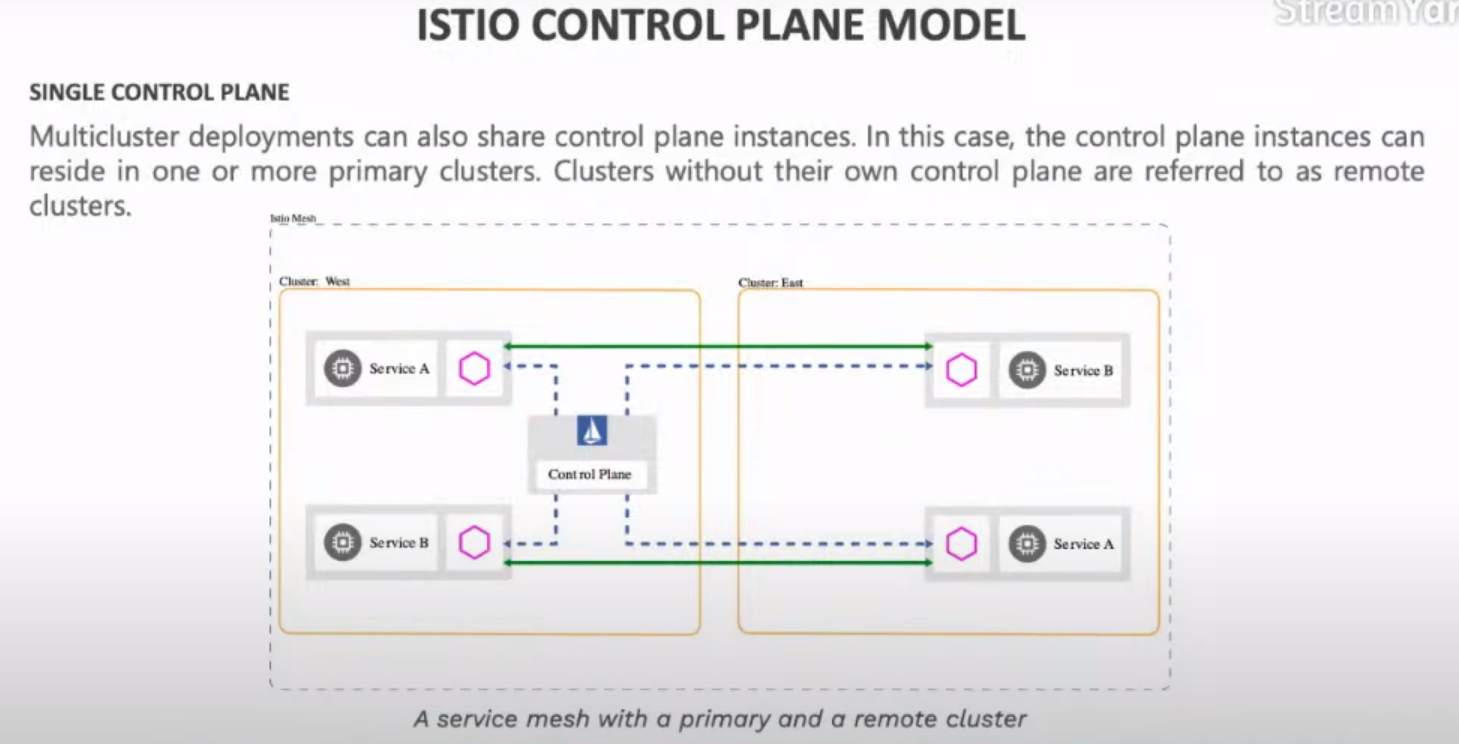 ISTIO CONTROL PLANE MODEL
SINGLE CONTROL PLANE
Multicluster deployments can also share control plane instances. In this case, the control plane instances can
reside in one or more primary clusters. Clusters without their own control plane are referred to as remote
clusters.
Istio Mesh
Cluster: West
Cluster: East
Service A
Service B
Control Plane
Service B
Service A
A service mesh with a primary and a remote cluster